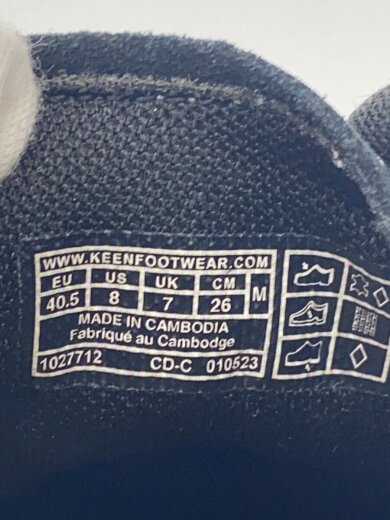 WWW.KEENFOOTWEAR.COM
EU US UK CM M
40.5 8 7 26
MADE IN CAMBODIA
Fabriqué au Cambodge
1027712 CD-C 010523